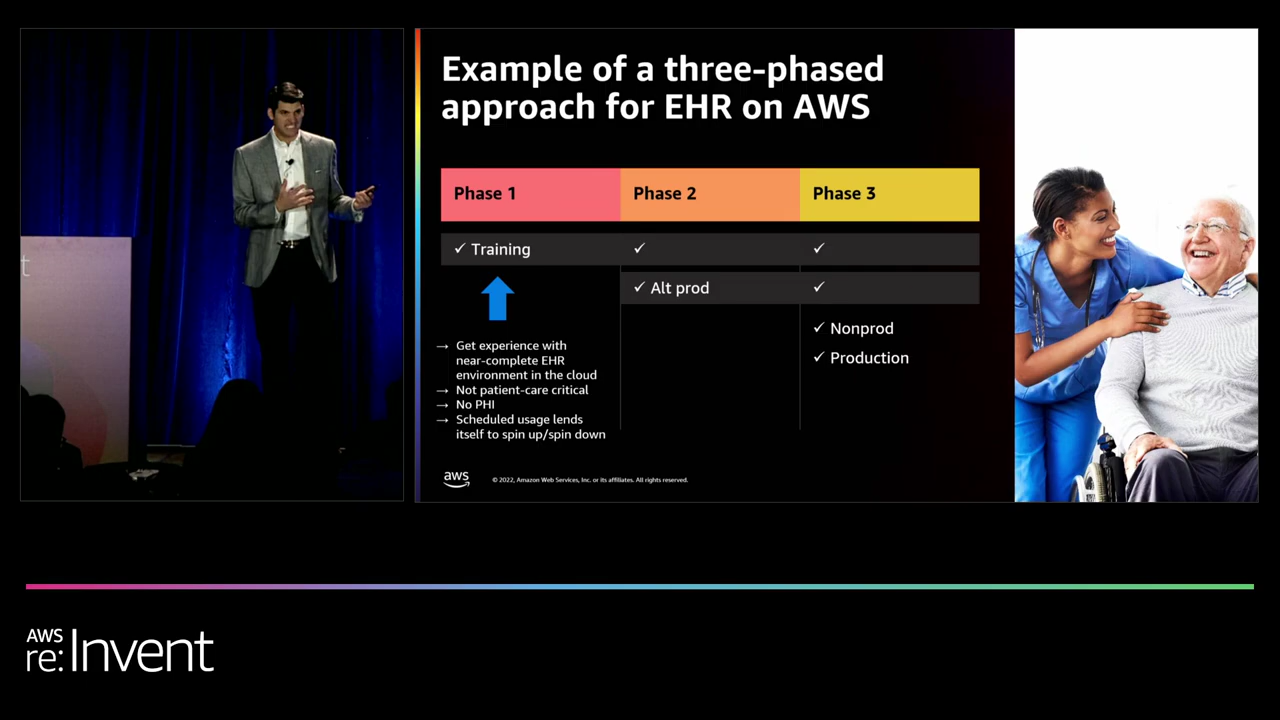 Example of a three-phased
approach for EHR on AWS
Phase 1
Phase 2
Phase 3
✓ Training
✓
✓
✓ Alt prod
✓
✓ Nonprod
✓ Production
→ Get experience with
near-complete EHR
environment in the cloud
→ Not patient-care critical
→ No PHI
→ Scheduled usage lends
itself to spin up/spin down
aws
© 2022, Amazon Web Services, Inc. or its affiliates. All rights reserved.
t
AWS
re:Invent